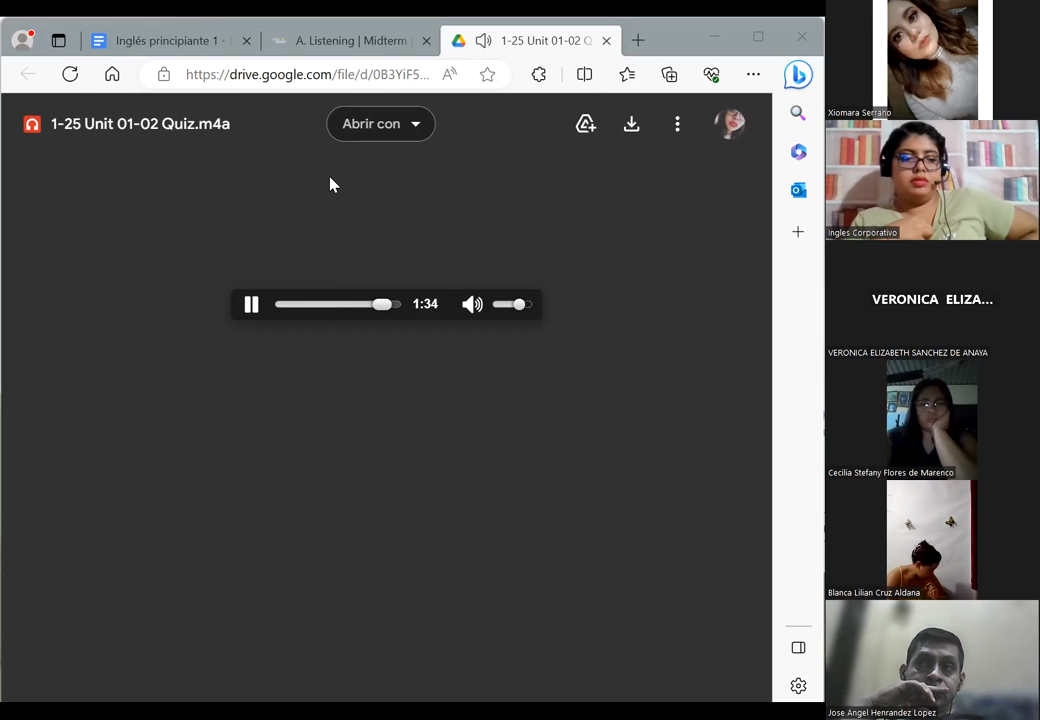 Inglés principiante 1 -
A. Listening | Midterm
1-25 Unit 01-02 Q
https://drive.google.com/file/d/0B3YiF5...
1-25 Unit 01-02 Quiz.m4a
Abrir con
1:34
Xiomara Serrano
Ingles Corporativo
VERONICA ELIZA...
VERONICA ELIZABETH SANCHEZ DE ANAYA
Cecilia Stefany Flores de Marenco
Blanca Lilian Cruz Aldana
Jose Angel Henrandez Lopez